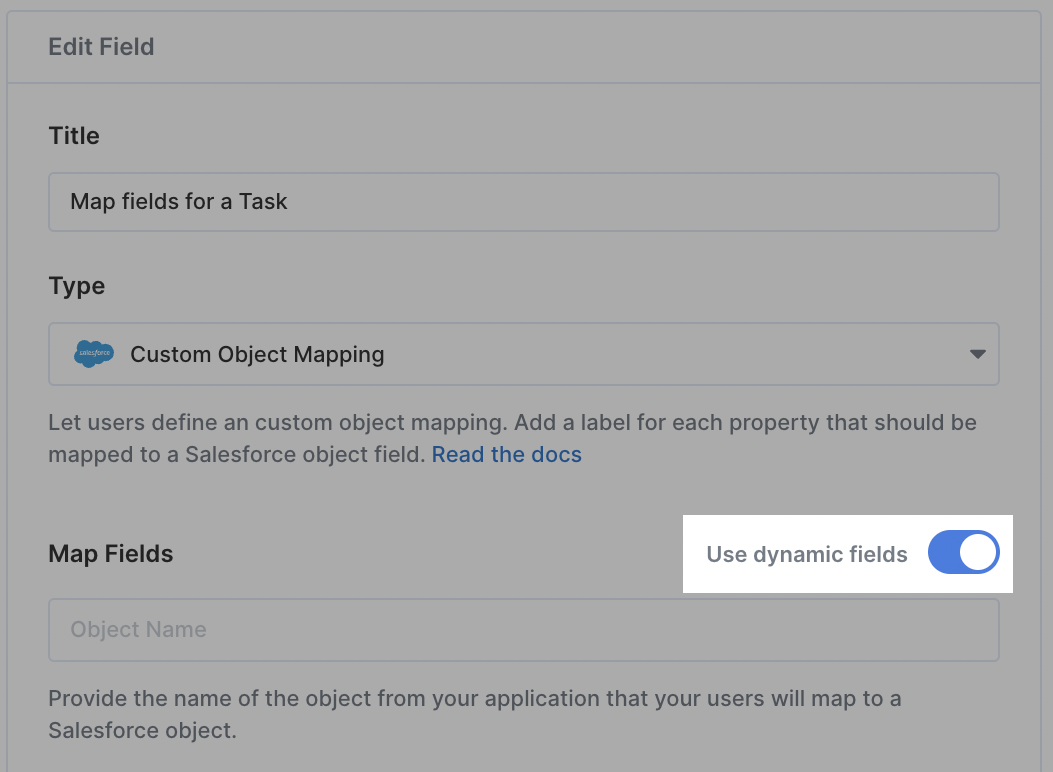 Edit Field
Title
Map fields for a Task
Type
salesforce
Custom Object Mapping
Let users define an custom object mapping. Add a label for each property that should be
mapped to a Salesforce object field. Read the docs
Map Fields
Use dynamic fields
Object Name
Provide the name of the object from your application that your users will map to a
Salesforce object.